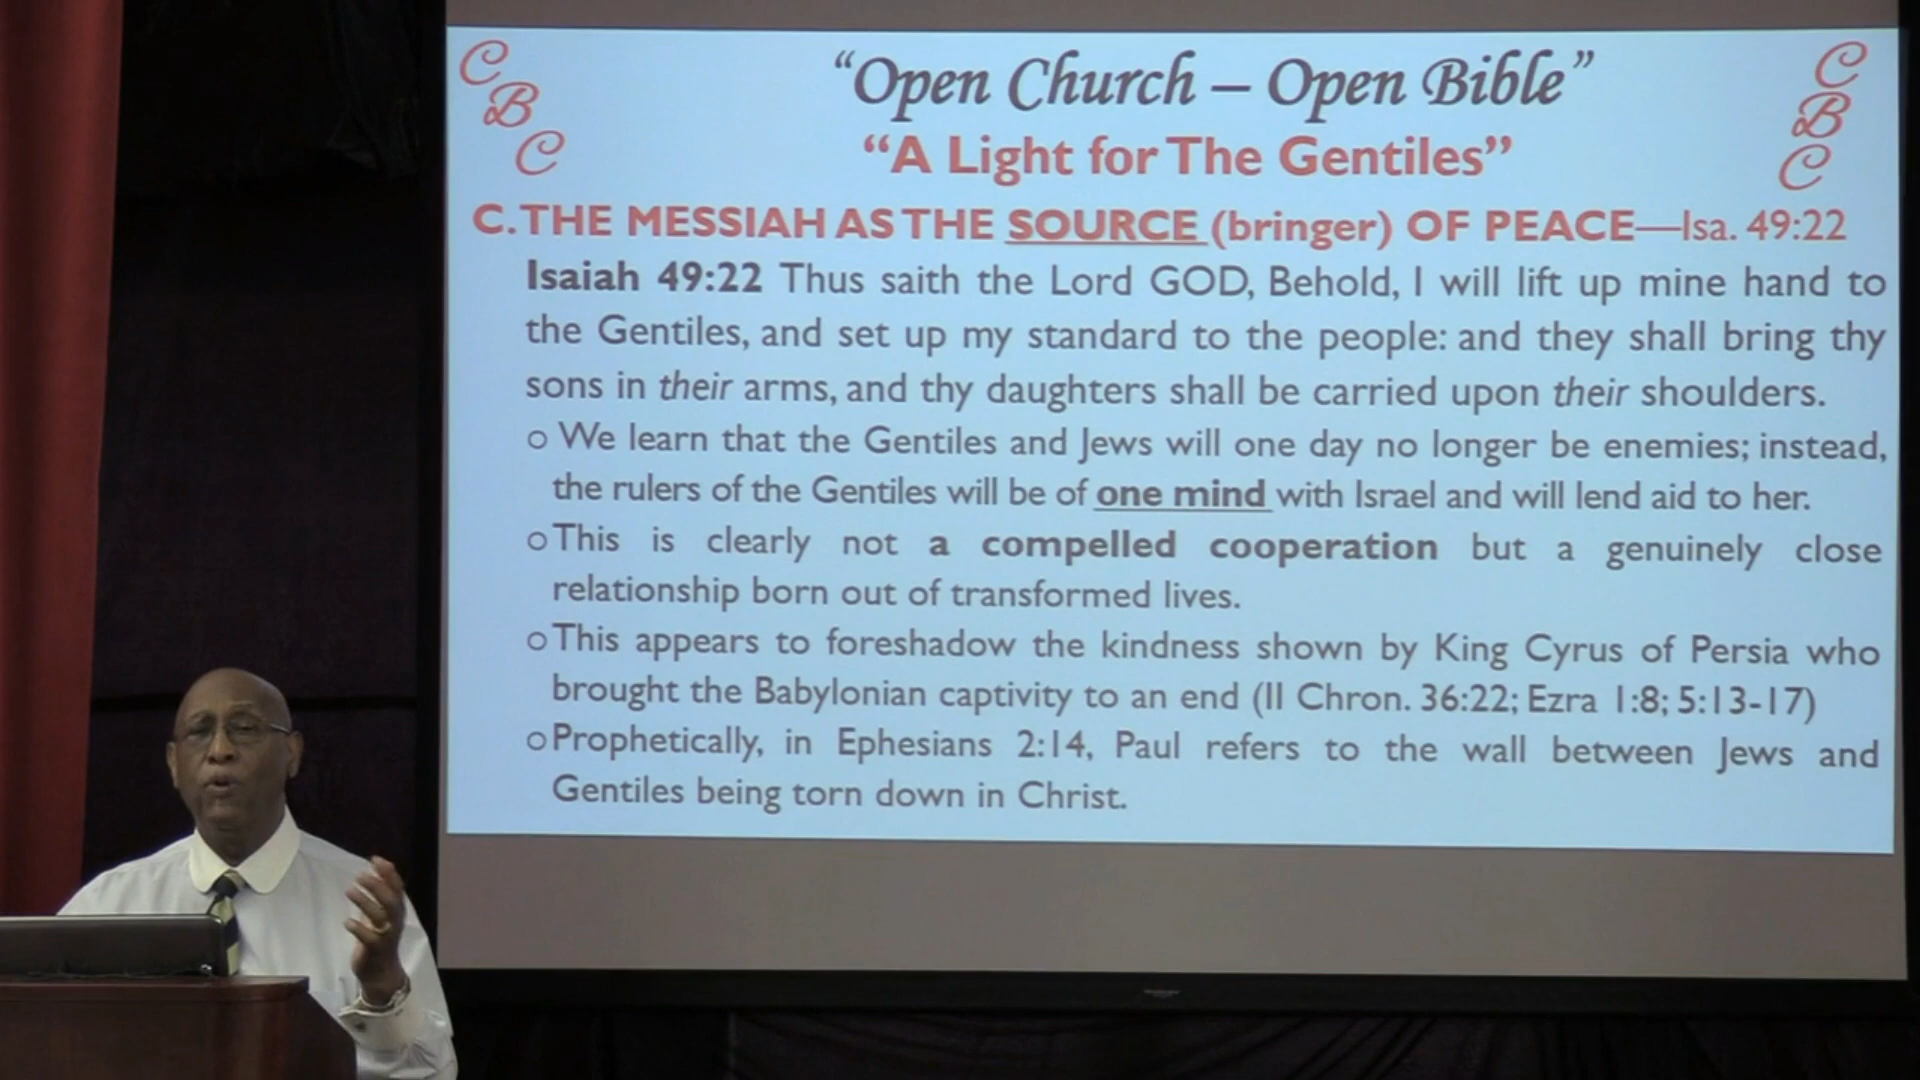 C
B
C
“Open Church – Open Bible”
C
B
C
“A Light for The Gentiles”
C. THE MESSIAH AS THE SOURCE (bringer) OF PEACE—Isa. 49:22
Isaiah 49:22 Thus saith the Lord GOD, Behold, I will lift up mine hand to
the Gentiles, and set up my standard to the people: and they shall bring thy
sons in their arms, and thy daughters shall be carried upon their shoulders.
○ We learn that the Gentiles and Jews will one day no longer be enemies; instead,
the rulers of the Gentiles will be of one mind with Israel and will lend aid to her.
○ This is clearly not a compelled cooperation but a genuinely close
relationship born out of transformed lives.
○ This appears to foreshadow the kindness shown by King Cyrus of Persia who
brought the Babylonian captivity to an end (II Chron. 36:22; Ezra 1:8; 5:13-17)
○ Prophetically, in Ephesians 2:14, Paul refers to the wall between Jews and
Gentiles being torn down in Christ.